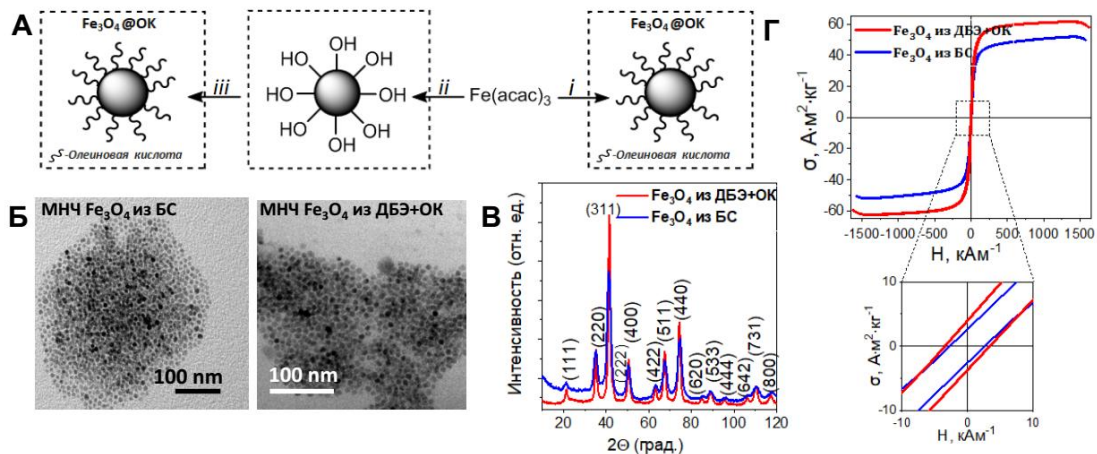 А
Fe3O4@ОК
Олеиновая кислота
iii
OH
OH
OH
HO
OH
HO
HO
OH
ii
Fe(acac)3
i
Fe3O4@ОК
Олеиновая кислота
Б
МНЧ Fe3O4 из БС
100 nm
МНЧ Fe3O4 из ДБЭ+ОК
100 nm
В
Интенсивность (отн. ед.)
Fe3O4 из ДБЭ+ОК
Fe3O4 из БС
(111)
(220)
(311)
(222)
(400)
(422)
(511)
(440)
(620)
(533)
(444)
(642)
(731)
(800)
20 40 60 80 100 120
2Θ (град.)
Г
Fe3O4 из ДБЭ+ОК
Fe3O4 из БС
σ, А·м2·кг-1
60
40
20
0
-20
-40
-60
-1500 -1000 -500 0 500 1000 1500
H, кАм-1
σ, А·м2·кг-1
10
0
-10
-10 0 10
H, кАм-1